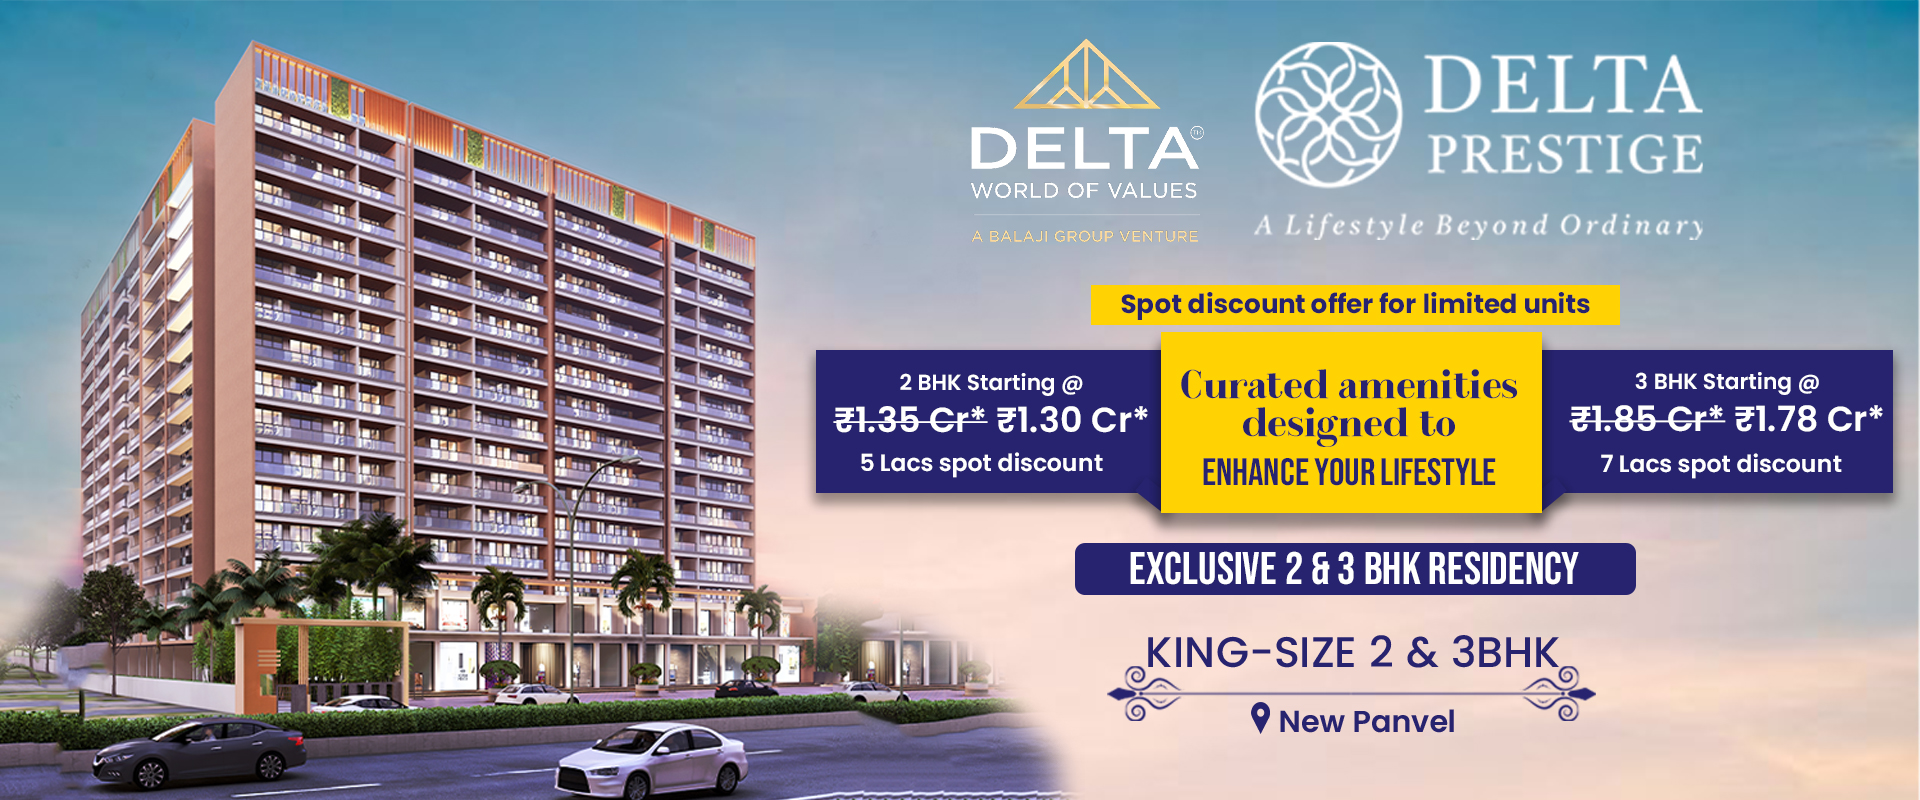 DELTA TM
WORLD OF VALUES
A BALAJI GROUP VENTURE
DELTA
PRESTIGE
A Lifestyle Beyond Ordinary
Spot discount offer for limited units
2 BHK Starting @
₹1.35 Cr* ₹1.30 Cr*
5 Lacs spot discount
Curated amenities
designed to
ENHANCE YOUR LIFESTYLE
3 BHK Starting @
₹1.85 Cr* ₹1.78 Cr*
7 Lacs spot discount
EXCLUSIVE 2 & 3 BHK RESIDENCY
KING-SIZE 2 & 3BHK
New Panvel